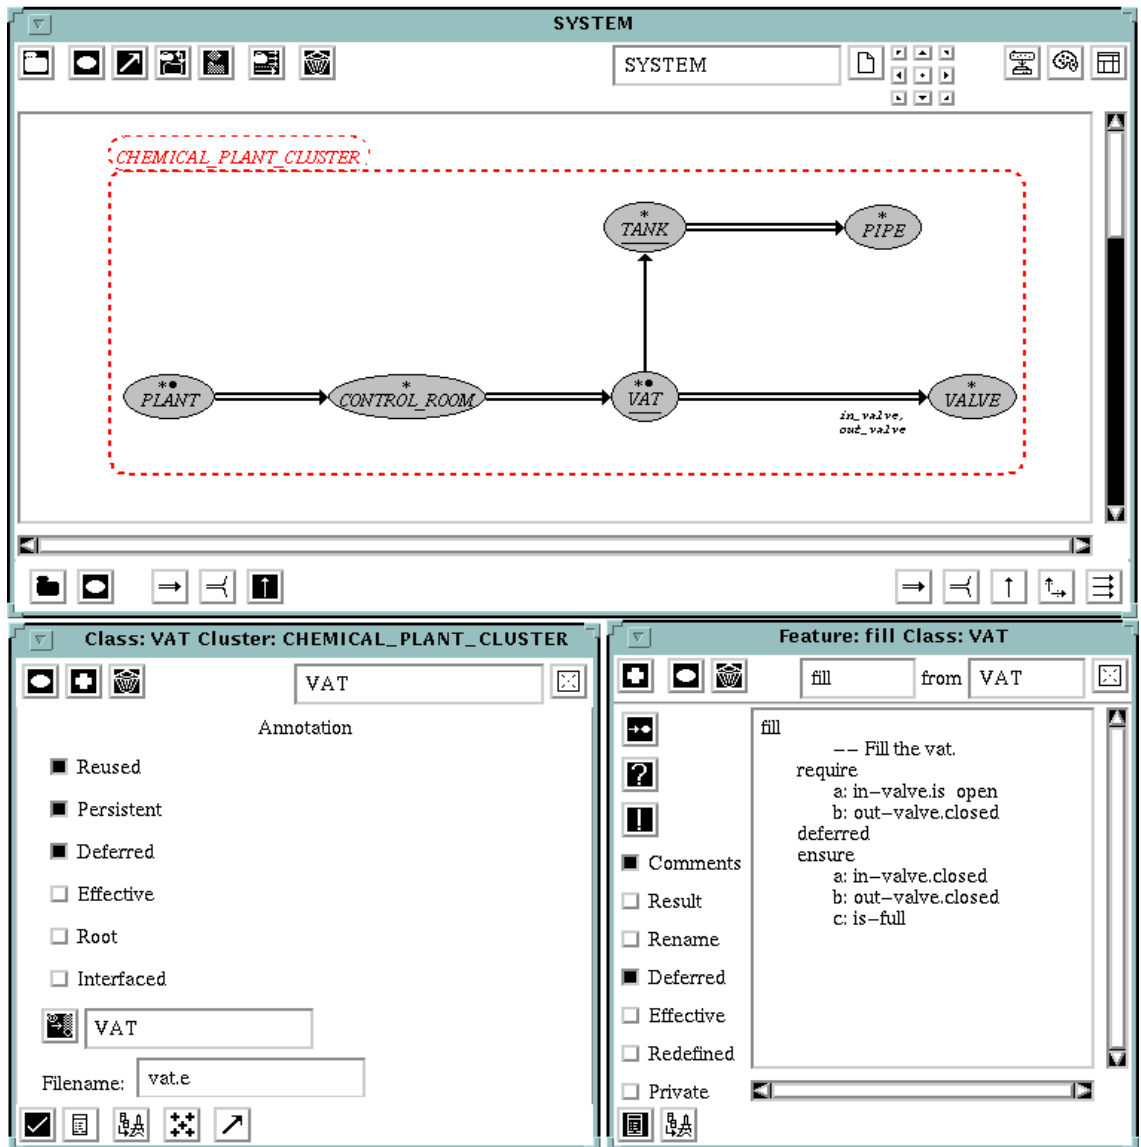 SYSTEM
SYSTEM
CHEMICAL_PLANT_CLUSTER
*
TANK
*
PIPE
*●
PLANT
*
CONTROL_ROOM
*●
VAT
*
VALVE
in_valve,
out_valve
Class: VAT Cluster: CHEMICAL_PLANT_CLUSTER
VAT
Annotation
Reused
Persistent
Deferred
Effective
Root
Interfaced
VAT
Filename: vat.e
Feature: fill Class: VAT
fill from VAT
?
!
Comments
Result
Rename
Deferred
Effective
Redefined
Private
fill
-- Fill the vat.
require
a: in-valve.is open
b: out-valve.closed
deferred
ensure
a: in-valve.closed
b: out-valve.closed
c: is-full